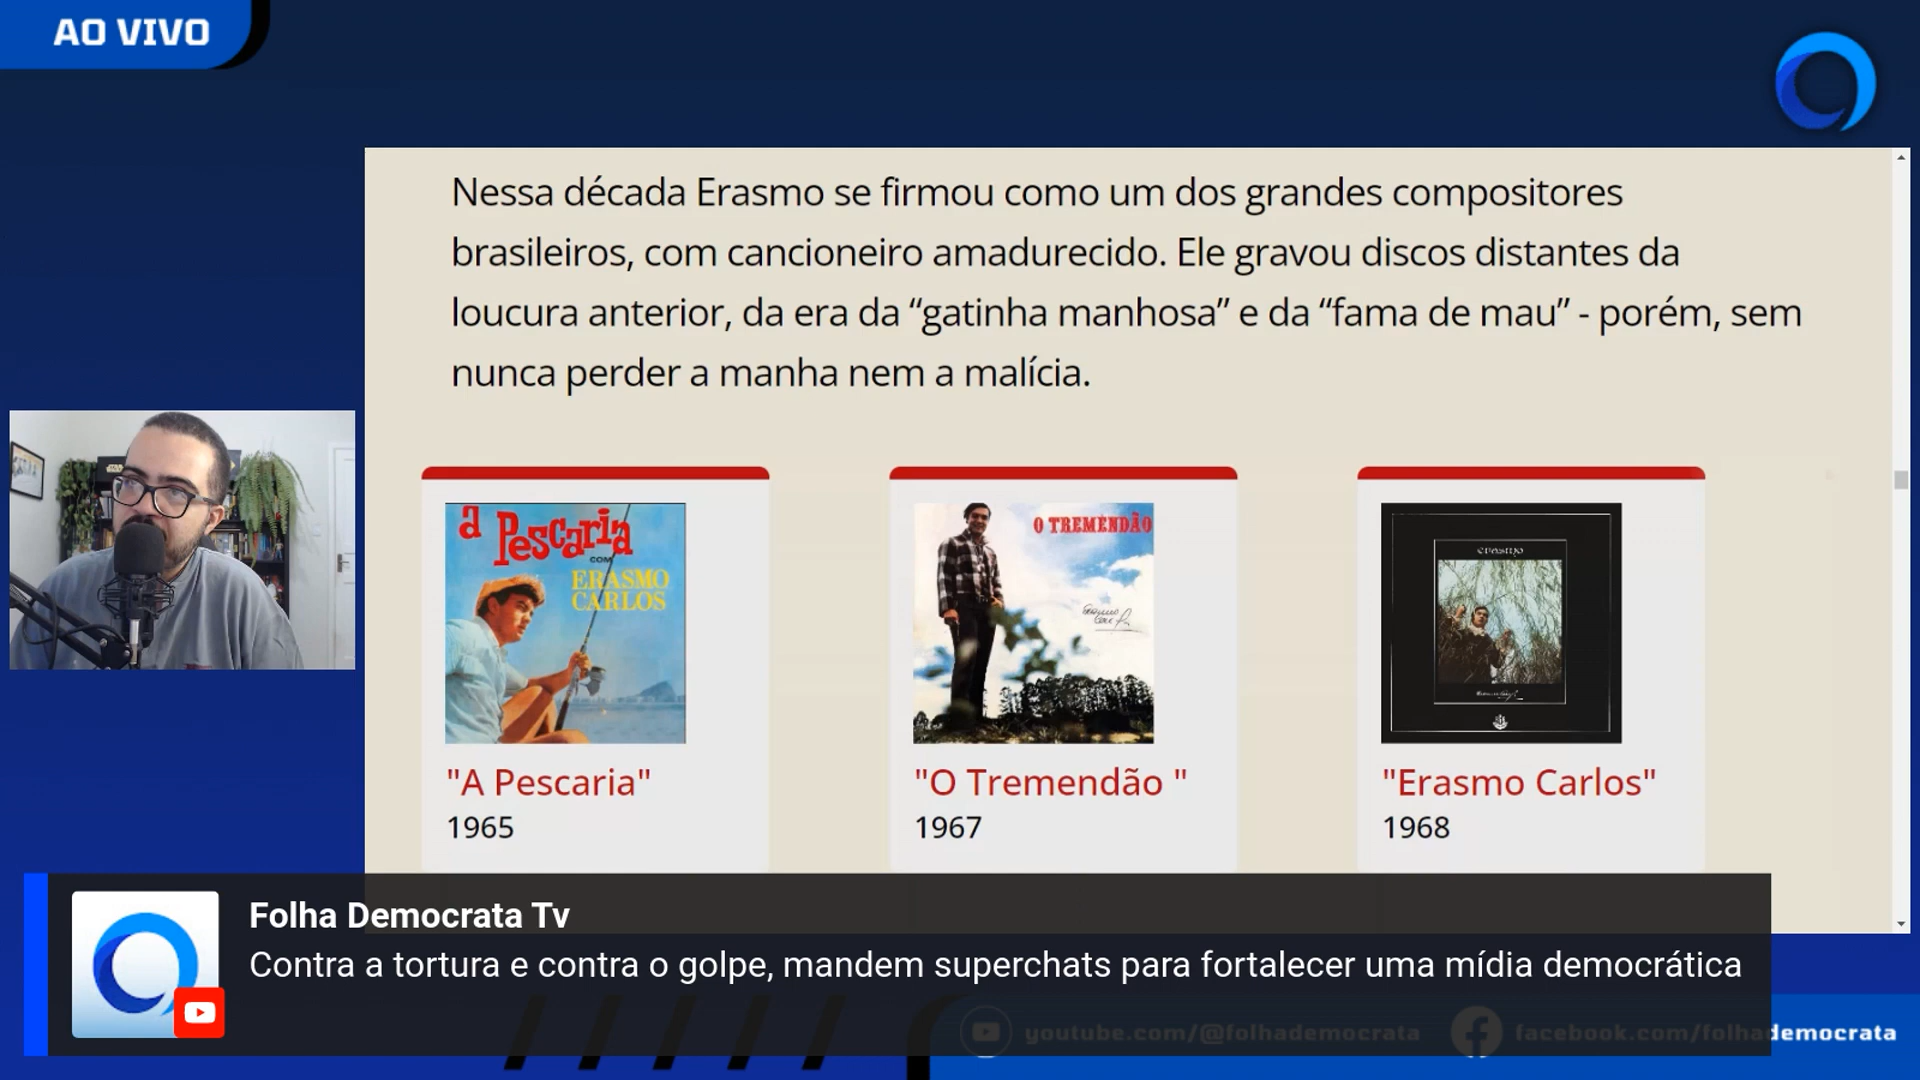 AO VIVO
Nessa década Erasmo se firmou como um dos grandes compositores
brasileiros, com cancioneiro amadurecido. Ele gravou discos distantes da
loucura anterior, da era da “gatinha manhosa” e da “fama de mau” - porém, sem
nunca perder a manha nem a malícia.
a Pescaria
COM
ERASMO
CARLOS
O TREMENDÃO
erasmo
"A Pescaria"
1965
"O Tremendão "
1967
"Erasmo Carlos"
1968
Folha Democrata Tv
Contra a tortura e contra o golpe, mandem superchats para fortalecer uma mídia democrática
youtube.com/@folhademocrata
facebook.com/folhademocrata